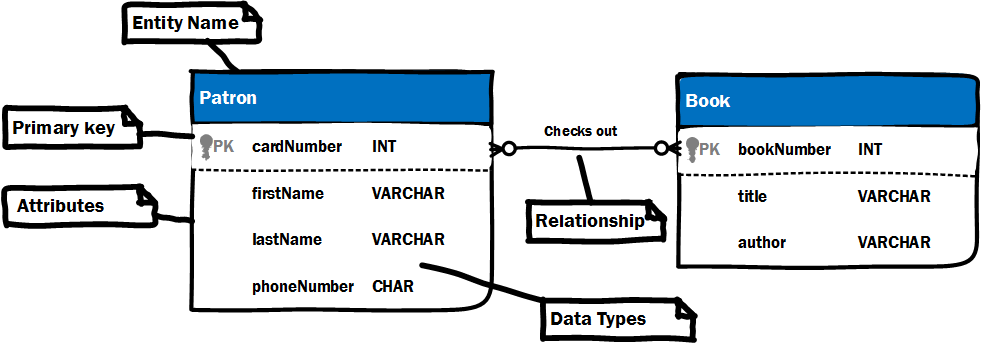 Entity Name
Patron
Book
Primary key
PK cardNumber INT
Checks out
PK bookNumber INT
Attributes
firstName VARCHAR
title VARCHAR
Relationship
lastName VARCHAR
author VARCHAR
phoneNumber CHAR
Data Types